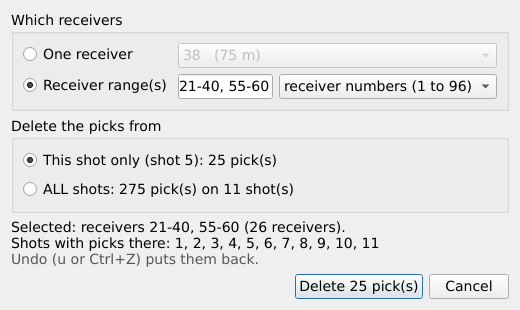 Which receivers
One receiver
38 (75 m)
Receiver range(s)
21-40, 55-60
receiver numbers (1 to 96)
Delete the picks from
This shot only (shot 5): 25 pick(s)
ALL shots: 275 pick(s) on 11 shot(s)
Selected: receivers 21-40, 55-60 (26 receivers).
Shots with picks there: 1, 2, 3, 4, 5, 6, 7, 8, 9, 10, 11
Undo (u or Ctrl+Z) puts them back.
Delete 25 pick(s)
Cancel